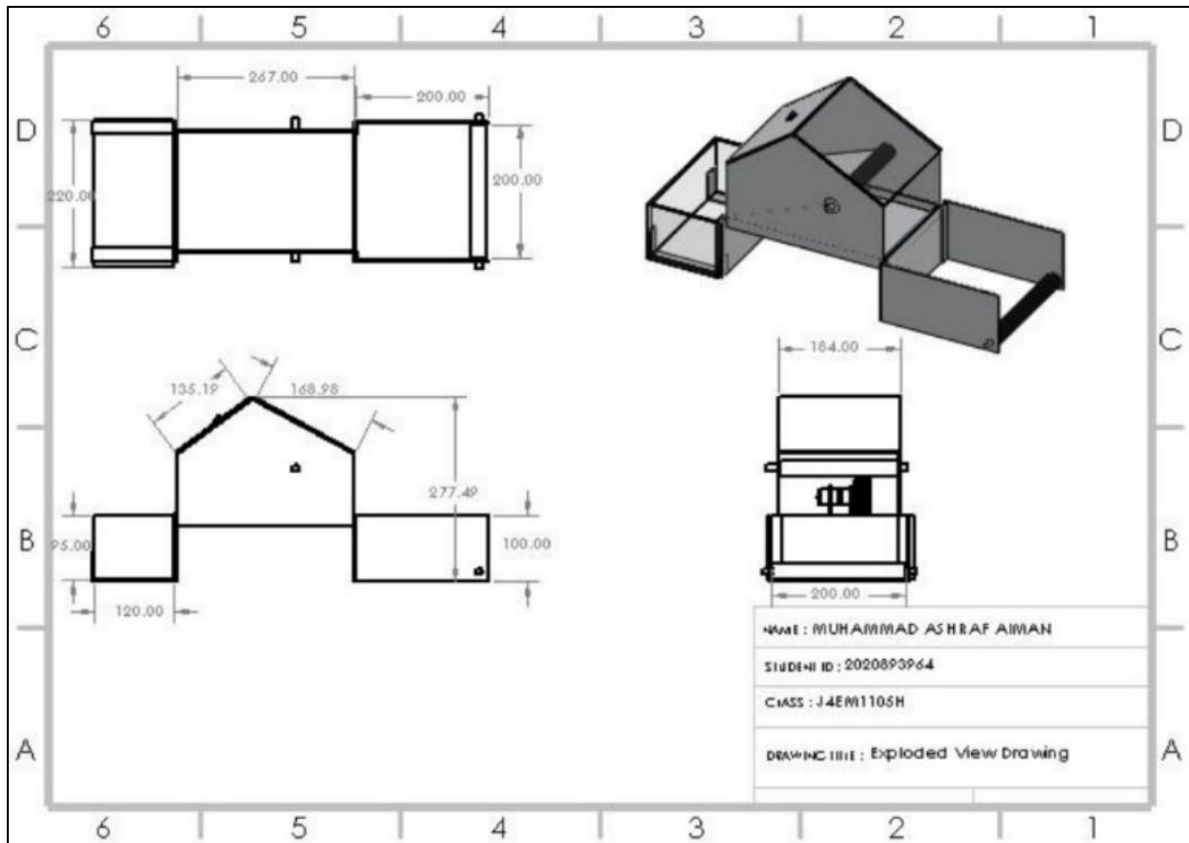 6 5 4 3 2 1
267.00
200.00
D D
220.00 200.00
C C
184.00
135.19 168.98
277.49
B 95.00 100.00 B
120.00 200.00
NAME : MUHAMMAD ASHRAF AIMAN
STUDENT ID : 2020893964
CLASS : J4EM1105H
A DRAWING TITLE : Exploded View Drawing A
6 5 4 3 2 1